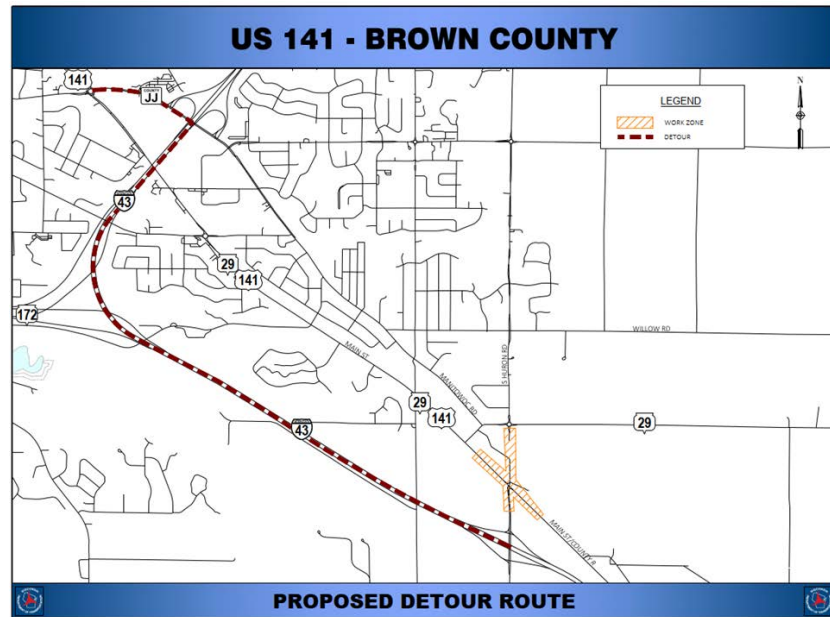 US 141 - BROWN COUNTY
141
COUNTY
JJ
N
LEGEND
WORK ZONE
DETOUR
43
29
141
172
WILLOW RD
MAIN ST
S HURON RD
MANITOWOC RD
29
141
29
43
MAIN ST/COUNTY R
PROPOSED DETOUR ROUTE